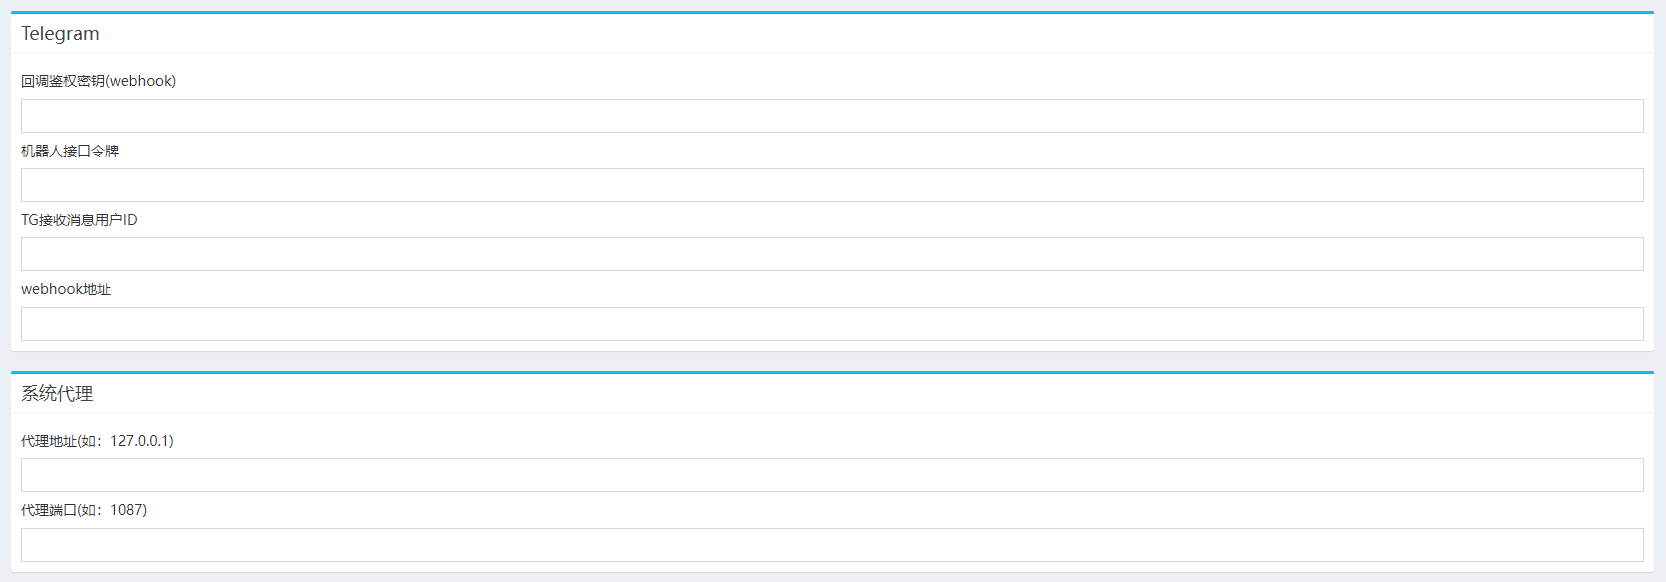 Telegram
回调鉴权密钥(webhook)
机器人接口令牌
TG接收消息用户ID
webhook地址
系统代理
代理地址(如：127.0.0.1)
代理端口(如：1087)